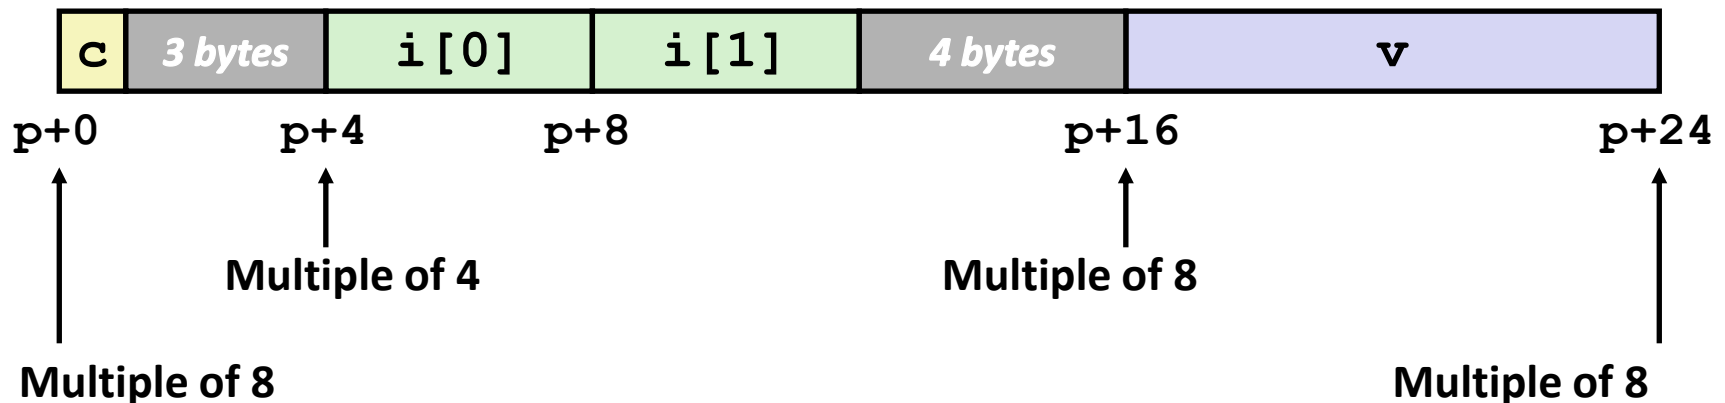 c 3 bytes i[0] i[1] 4 bytes v
p+0 p+4 p+8 p+16 p+24
Multiple of 4 Multiple of 8
Multiple of 8 Multiple of 8